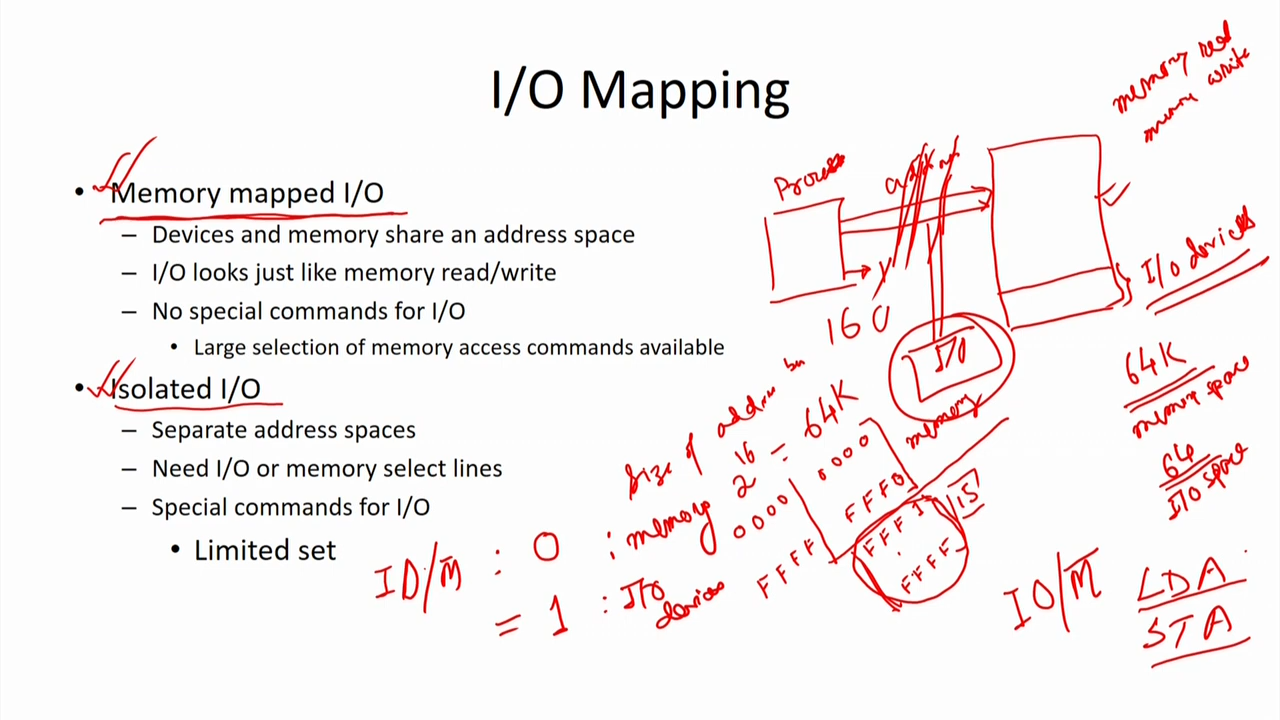 I/O Mapping
• Memory mapped I/O
– Devices and memory share an address space
– I/O looks just like memory read/write
– No special commands for I/O
• Large selection of memory access commands available
• Isolated I/O
– Separate address spaces
– Need I/O or memory select lines
– Special commands for I/O
• Limited set
memory read
memory write
I/O devices
16
I/O
64K
memory space
64
I/O space
size of
memory
2^16 = 64K
0000
FFFF
0000
FFF0
memory
FFF1
FFFF
15
IO/M̅ : 0 : memory
= 1 : I/O devices
IO/M̅
LDA
STA